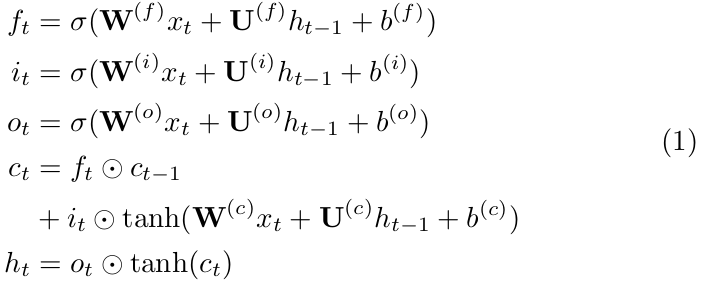 f_t = σ(W^{(f)}x_t + U^{(f)}h_{t−1} + b^{(f)})
i_t = σ(W^{(i)}x_t + U^{(i)}h_{t−1} + b^{(i)})
o_t = σ(W^{(o)}x_t + U^{(o)}h_{t−1} + b^{(o)})
(1)
c_t = f_t ⊙ c_{t−1}
+ i_t ⊙ tanh(W^{(c)}x_t + U^{(c)}h_{t−1} + b^{(c)})
h_t = o_t ⊙ tanh(c_t)